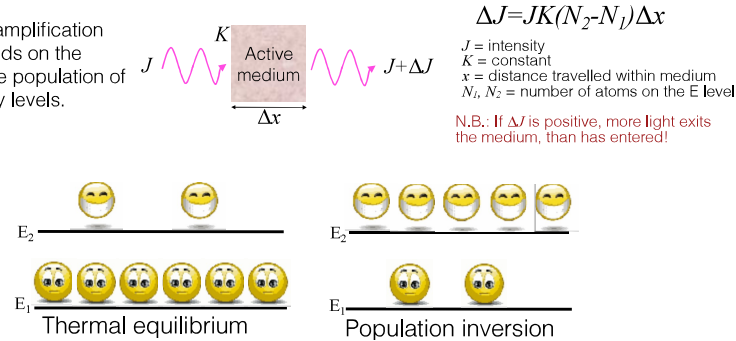 amplification
ds on the
e population of
y levels.
J
K
Active
medium
Δx
J+ΔJ
ΔJ=JK(N₂-N₁)Δx
J = intensity
K = constant
x = distance travelled within medium
N₁, N₂ = number of atoms on the E level
N.B.: If ΔJ is positive, more light exits
the medium, than has entered!
E₂
E₁
Thermal equilibrium
E₂
E₁
Population inversion